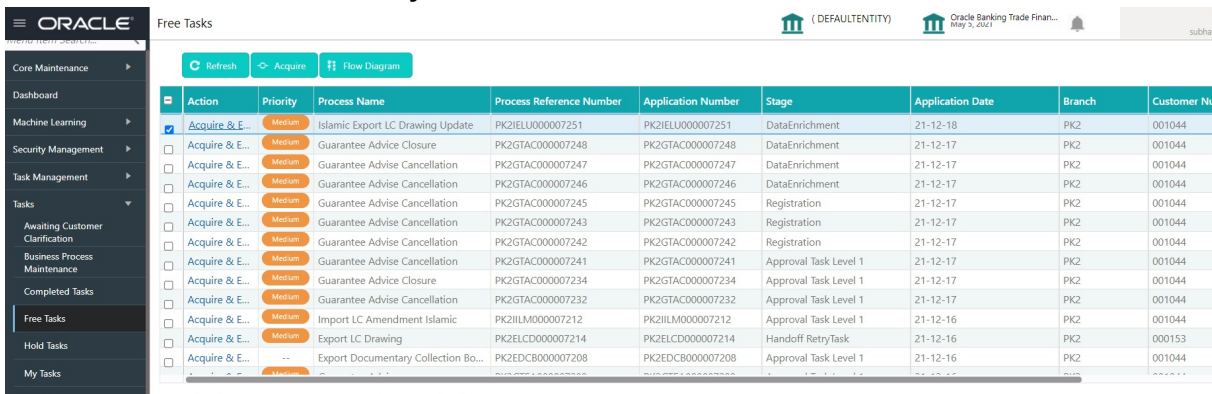 ORACLE
Free Tasks
( DEFAULTENTITY)
Oracle Banking Trade Finan...
May 5, 2021
subha
Menu Item Search...
Core Maintenance
Dashboard
Machine Learning
Security Management
Task Management
Tasks
Awaiting Customer
Clarification
Business Process
Maintenance
Completed Tasks
Free Tasks
Hold Tasks
My Tasks
Refresh Acquire Flow Diagram
Action Priority Process Name Process Reference Number Application Number Stage Application Date Branch Customer Nu
Acquire & E... Medium Islamic Export LC Drawing Update PK2IELU000007251 PK2IELU000007251 DataEnrichment 21-12-18 PK2 001044
Acquire & E... Medium Guarantee Advice Closure PK2GTAC000007248 PK2GTAC000007248 DataEnrichment 21-12-17 PK2 001044
Acquire & E... Medium Guarantee Advise Cancellation PK2GTAC000007247 PK2GTAC000007247 DataEnrichment 21-12-17 PK2 001044
Acquire & E... Medium Guarantee Advise Cancellation PK2GTAC000007246 PK2GTAC000007246 DataEnrichment 21-12-17 PK2 001044
Acquire & E... Medium Guarantee Advise Cancellation PK2GTAC000007245 PK2GTAC000007245 Registration 21-12-17 PK2 001044
Acquire & E... Medium Guarantee Advise Cancellation PK2GTAC000007243 PK2GTAC000007243 Registration 21-12-17 PK2 001044
Acquire & E... Medium Guarantee Advise Cancellation PK2GTAC000007242 PK2GTAC000007242 Registration 21-12-17 PK2 001044
Acquire & E... Medium Guarantee Advise Cancellation PK2GTAC000007241 PK2GTAC000007241 Approval Task Level 1 21-12-17 PK2 001044
Acquire & E... Medium Guarantee Advice Closure PK2GTAC000007234 PK2GTAC000007234 Approval Task Level 1 21-12-17 PK2 001044
Acquire & E... Medium Guarantee Advise Cancellation PK2GTAC000007232 PK2GTAC000007232 Approval Task Level 1 21-12-17 PK2 001044
Acquire & E... Medium Import LC Amendment Islamic PK2IILM000007212 PK2IILM000007212 Approval Task Level 1 21-12-16 PK2 001044
Acquire & E... Medium Export LC Drawing PK2ELCD000007214 PK2ELCD000007214 Handoff RetryTask 21-12-16 PK2 000153
Acquire & E... -- Export Documentary Collection Bo... PK2EDCB000007208 PK2EDCB000007208 Approval Task Level 1 21-12-16 PK2 001044